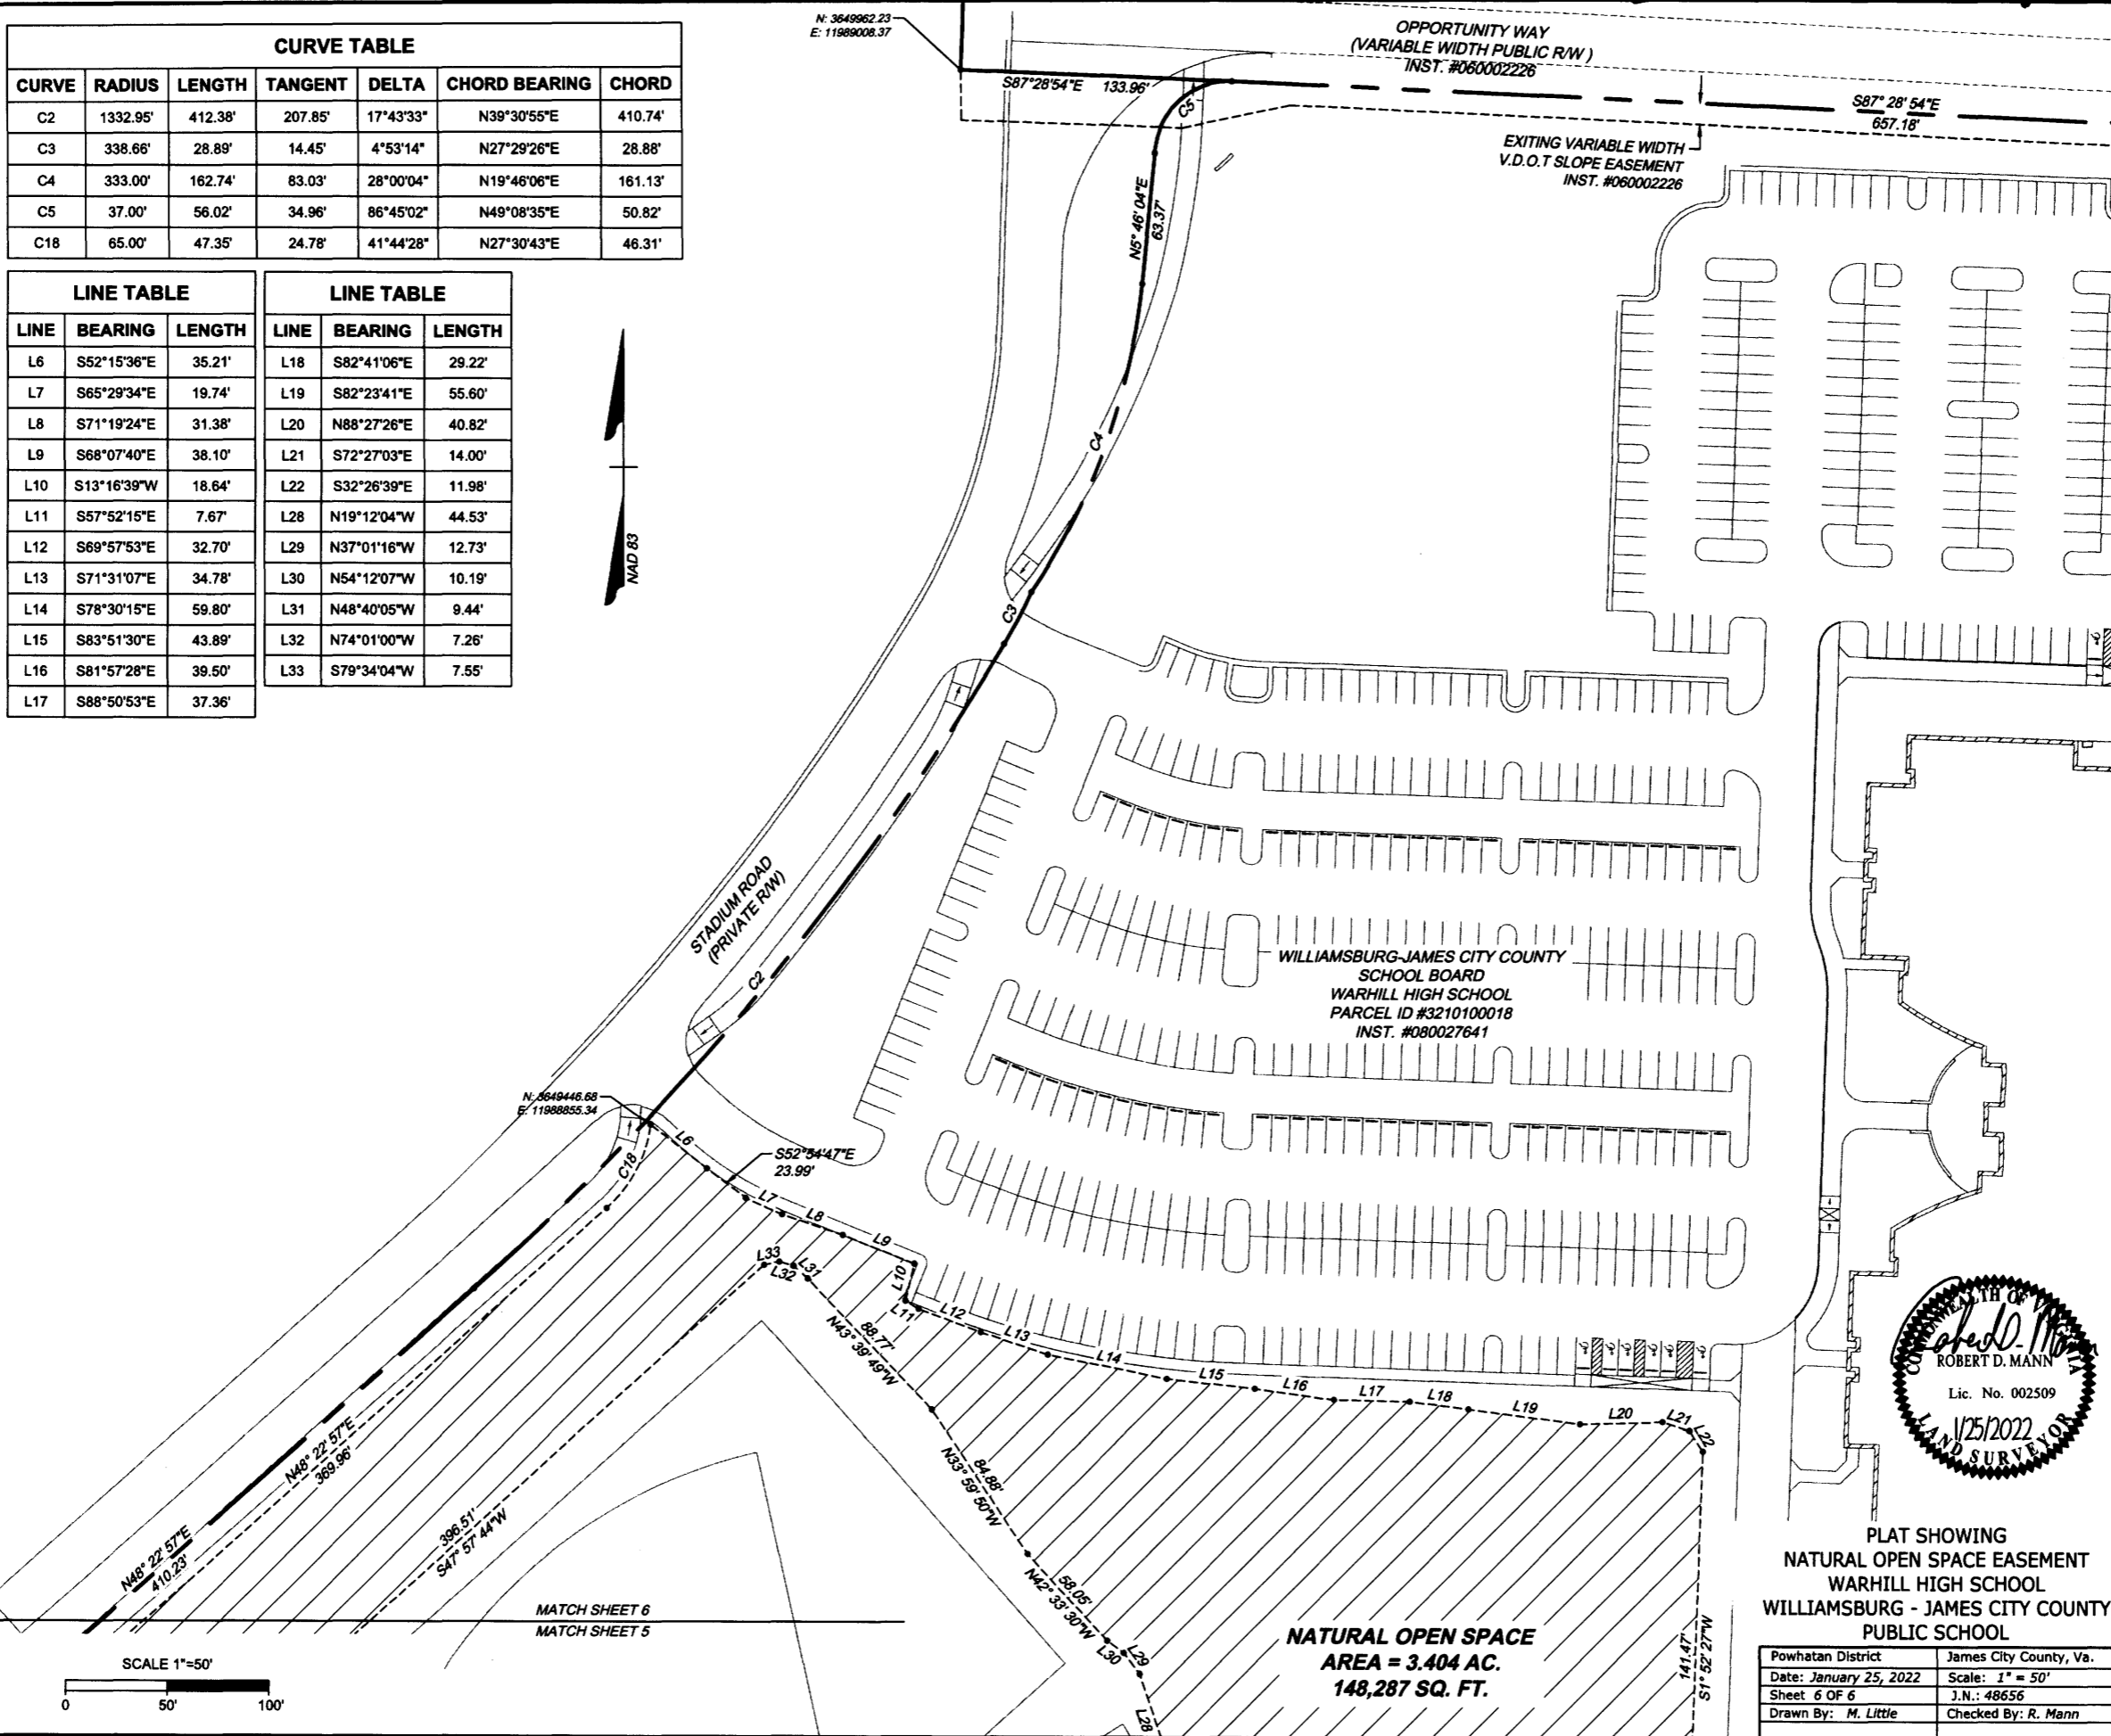 CURVE TABLE
CURVE RADIUS LENGTH TANGENT DELTA CHORD BEARING CHORD
C2 1332.95' 412.38' 207.85' 17°43'33" N39°30'55"E 410.74'
C3 338.66' 28.89' 14.45' 4°53'14" N27°29'26"E 28.88'
C4 333.00' 162.74' 83.03' 28°00'04" N19°46'06"E 161.13'
C5 37.00' 56.02' 34.96' 86°45'02" N49°08'35"E 50.82'
C18 65.00' 47.35' 24.78' 41°44'28" N27°30'43"E 46.31'
LINE TABLE
LINE BEARING LENGTH
L6 S52°15'36"E 35.21'
L7 S65°29'34"E 19.74'
L8 S71°19'24"E 31.38'
L9 S68°07'40"E 38.10'
L10 S13°16'39"W 18.64'
L11 S57°52'15"E 7.67'
L12 S69°57'53"E 32.70'
L13 S71°31'07"E 34.78'
L14 S78°30'15"E 59.80'
L15 S83°51'30"E 43.89'
L16 S81°57'28"E 39.50'
L17 S88°50'53"E 37.36'
LINE TABLE
LINE BEARING LENGTH
L18 S82°41'06"E 29.22'
L19 S82°23'41"E 55.60'
L20 N88°27'26"E 40.82'
L21 S72°27'03"E 14.00'
L22 S32°26'39"E 11.98'
L28 N19°12'04"W 44.53'
L29 N37°01'16"W 12.73'
L30 N54°12'07"W 10.19'
L31 N48°40'05"W 9.44'
L32 N74°01'00"W 7.26'
L33 S79°34'04"W 7.55'
NAD 83
N: 3649962.23
E: 11989008.37
OPPORTUNITY WAY
(VARIABLE WIDTH PUBLIC R/W )
INST. #060002226
S87°28'54"E 133.96'
S87° 28' 54"E
657.18'
EXITING VARIABLE WIDTH
V.D.O.T SLOPE EASEMENT
INST. #060002226
C5
N5° 46' 04"E
63.37'
C4
C3
STADIUM ROAD
(PRIVATE R/W)
C2
WILLIAMSBURG-JAMES CITY COUNTY
SCHOOL BOARD
WARHILL HIGH SCHOOL
PARCEL ID #3210100018
INST. #080027641
N: 3649446.68
E: 11988855.34
L6
C18
S52°54'47"E
23.99'
L7
L8
L9
L33
L32
L31
L10
L11
L12
L13
L14
L15
L16
L17
L18
L19
L20
L21
L22
88.77'
N43° 39' 49"W
84.88'
N33° 59' 50"W
58.05'
N42° 33' 30"W
L30
L29
L28
N48° 22' 57"E
369.96'
396.51'
S47° 57' 44"W
N48° 22' 57"E
410.23'
141.47'
S1° 52' 27"W
MATCH SHEET 6
MATCH SHEET 5
SCALE 1"=50'
0 50' 100'
NATURAL OPEN SPACE
AREA = 3.404 AC.
148,287 SQ. FT.
COMMONWEALTH OF VIRGINIA
Robert D. Mann
ROBERT D. MANN
Lic. No. 002509
1/25/2022
LAND SURVEYOR
PLAT SHOWING
NATURAL OPEN SPACE EASEMENT
WARHILL HIGH SCHOOL
WILLIAMSBURG - JAMES CITY COUNTY
PUBLIC SCHOOL
Powhatan District James City County, Va.
Date: January 25, 2022 Scale: 1" = 50'
Sheet 6 OF 6 J.N.: 48656
Drawn By: M. Little Checked By: R. Mann